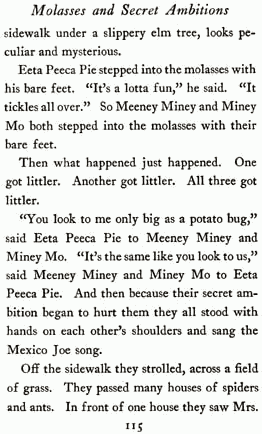 Molasses and Secret Ambitions
sidewalk under a slippery elm tree, looks pe-
culiar and mysterious.
Eeta Peeca Pie stepped into the molasses with
his bare feet. “It’s a lotta fun,” he said. “It
tickles all over.” So Meeney Miney and Miney
Mo both stepped into the molasses with their
bare feet.
Then what happened just happened. One
got littler. Another got littler. All three got
littler.
“You look to me only big as a potato bug,”
said Eeta Peeca Pie to Meeney Miney and
Miney Mo. “It’s the same like you look to us,”
said Meeney Miney and Miney Mo to Eeta
Peeca Pie. And then because their secret am-
bition began to hurt them they all stood with
hands on each other’s shoulders and sang the
Mexico Joe song.
Off the sidewalk they strolled, across a field
of grass. They passed many houses of spiders
and ants. In front of one house they saw Mrs.
115